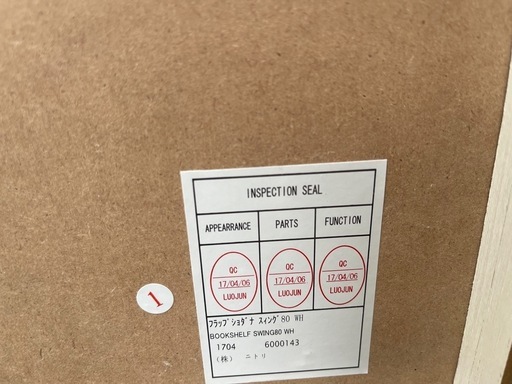 INSPECTION SEAL
APPEARRANCE PARTS FUNCTION
QC QC QC
17/04/06 17/04/06 17/04/06
LUOJUN LUOJUN LUOJUN
1
ﾌﾗｯﾌﾟｼｮﾀﾞﾅ ｽｨﾝｸﾞ80 WH
BOOKSHELF SWING80 WH
1704 6000143
(株) ニトリ